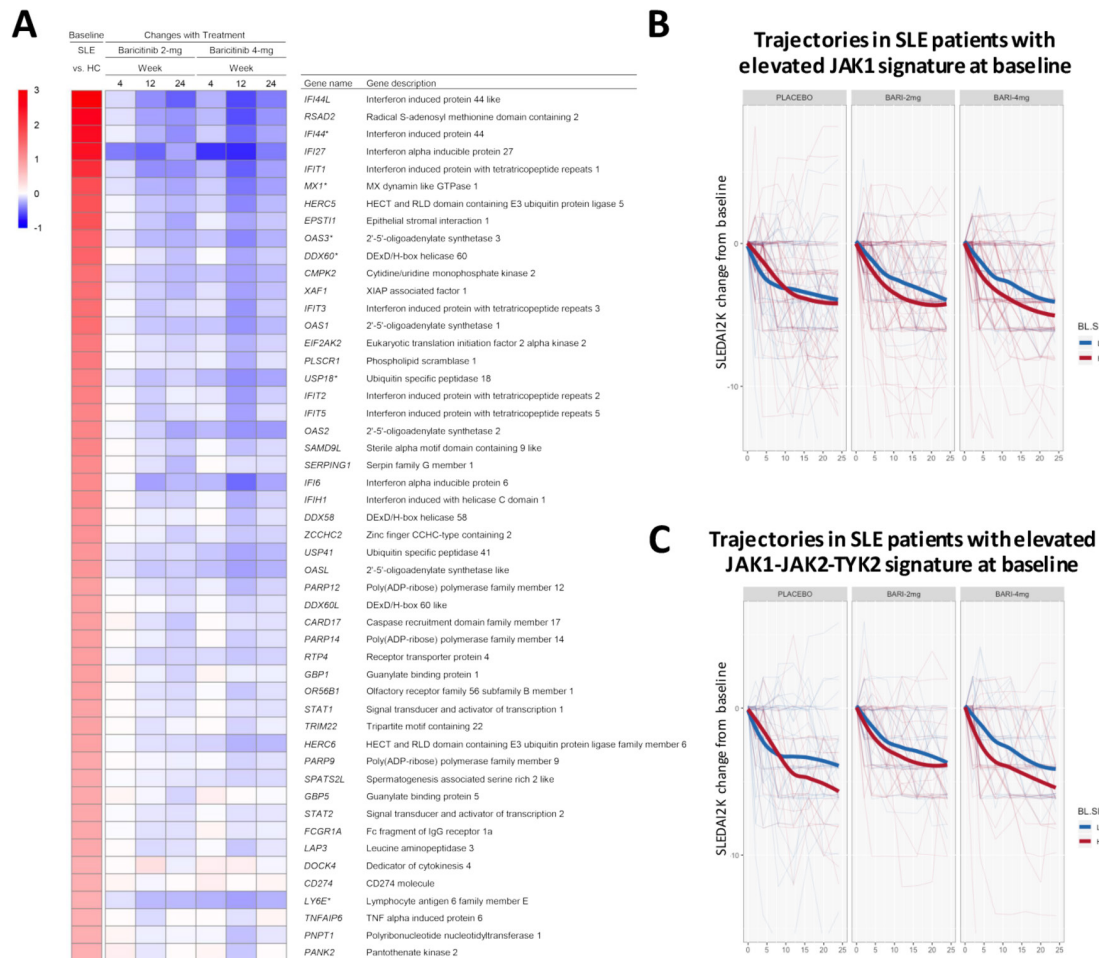 A
Baseline
Changes with Treatment
SLE
Baricitinib 2-mg
Baricitinib 4-mg
vs. HC
Week
Week
4 12 24 4 12 24
Gene name Gene description
3
2
1
0
-1
IFI44L Interferon induced protein 44 like
RSAD2 Radical S-adenosyl methionine domain containing 2
IFI44* Interferon induced protein 44
IFI27 Interferon alpha inducible protein 27
IFIT1 Interferon induced protein with tetratricopeptide repeats 1
MX1* MX dynamin like GTPase 1
HERC5 HECT and RLD domain containing E3 ubiquitin protein ligase 5
EPSTI1 Epithelial stromal interaction 1
OAS3* 2'-5'-oligoadenylate synthetase 3
DDX60* DExD/H-box helicase 60
CMPK2 Cytidine/uridine monophosphate kinase 2
XAF1 XIAP associated factor 1
IFIT3 Interferon induced protein with tetratricopeptide repeats 3
OAS1 2'-5'-oligoadenylate synthetase 1
EIF2AK2 Eukaryotic translation initiation factor 2 alpha kinase 2
PLSCR1 Phospholipid scramblase 1
USP18* Ubiquitin specific peptidase 18
IFIT2 Interferon induced protein with tetratricopeptide repeats 2
IFIT5 Interferon induced protein with tetratricopeptide repeats 5
OAS2 2'-5'-oligoadenylate synthetase 2
SAMD9L Sterile alpha motif domain containing 9 like
SERPING1 Serpin family G member 1
IFI6 Interferon alpha inducible protein 6
IFIH1 Interferon induced with helicase C domain 1
DDX58 DExD/H-box helicase 58
ZCCHC2 Zinc finger CCHC-type containing 2
USP41 Ubiquitin specific peptidase 41
OASL 2'-5'-oligoadenylate synthetase like
PARP12 Poly(ADP-ribose) polymerase family member 12
DDX60L DExD/H-box 60 like
CARD17 Caspase recruitment domain family member 17
PARP14 Poly(ADP-ribose) polymerase family member 14
RTP4 Receptor transporter protein 4
GBP1 Guanylate binding protein 1
OR56B1 Olfactory receptor family 56 subfamily B member 1
STAT1 Signal transducer and activator of transcription 1
TRIM22 Tripartite motif containing 22
HERC6 HECT and RLD domain containing E3 ubiquitin protein ligase family member 6
PARP9 Poly(ADP-ribose) polymerase family member 9
SPATS2L Spermatogenesis associated serine rich 2 like
GBP5 Guanylate binding protein 5
STAT2 Signal transducer and activator of transcription 2
FCGR1A Fc fragment of IgG receptor 1a
LAP3 Leucine aminopeptidase 3
DOCK4 Dedicator of cytokinesis 4
CD274 CD274 molecule
LY6E* Lymphocyte antigen 6 family member E
TNFAIP6 TNF alpha induced protein 6
PNPT1 Polyribonucleotide nucleotidyltransferase 1
PANK2 Pantothenate kinase 2
B
Trajectories in SLE patients with
elevated JAK1 signature at baseline
PLACEBO BARI-2mg BARI-4mg
SLEDAI2K change from baseline
0
-10
0 5 10 15 20 25 0 5 10 15 20 25 0 5 10 15 20 25
BL.S
C
Trajectories in SLE patients with elevated
JAK1-JAK2-TYK2 signature at baseline
PLACEBO BARI-2mg BARI-4mg
SLEDAI2K change from baseline
0
-10
0 5 10 15 20 25 0 5 10 15 20 25 0 5 10 15 20 25
BL.SI
L
H